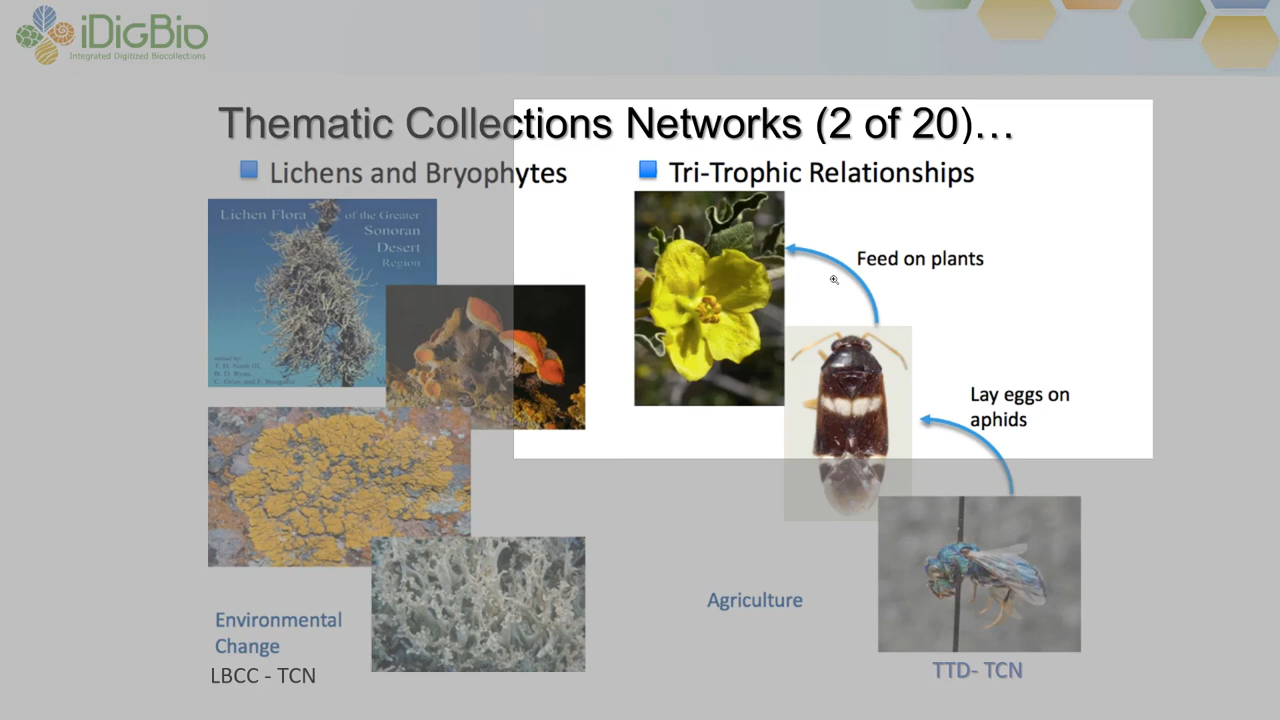 iDigBio
Integrated Digitized Biocollections
Thematic Collections Networks (2 of 20)…
Lichens and Bryophytes
Tri-Trophic Relationships
Lichen Flora of the Greater
Sonoran
Desert
Region
Feed on plants
Lay eggs on
aphids
Agriculture
Environmental
Change
LBCC - TCN
TTD- TCN